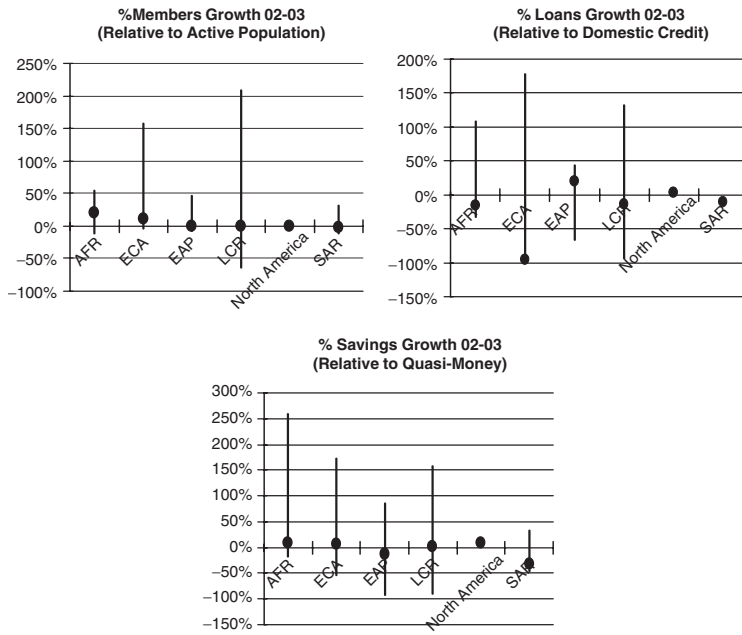 %Members Growth 02-03
(Relative to Active Population)
250%
200%
150%
100%
50%
0%
−50%
−100%
AFR
ECA
EAP
LCR
North America
SAR
% Loans Growth 02-03
(Relative to Domestic Credit)
200%
150%
100%
50%
0%
−50%
−100%
−150%
AFR
ECA
EAP
LCR
North America
SAR
% Savings Growth 02-03
(Relative to Quasi-Money)
300%
250%
200%
150%
100%
50%
0%
−50%
−100%
−150%
AFR
ECA
EAP
LCR
North America
SAR